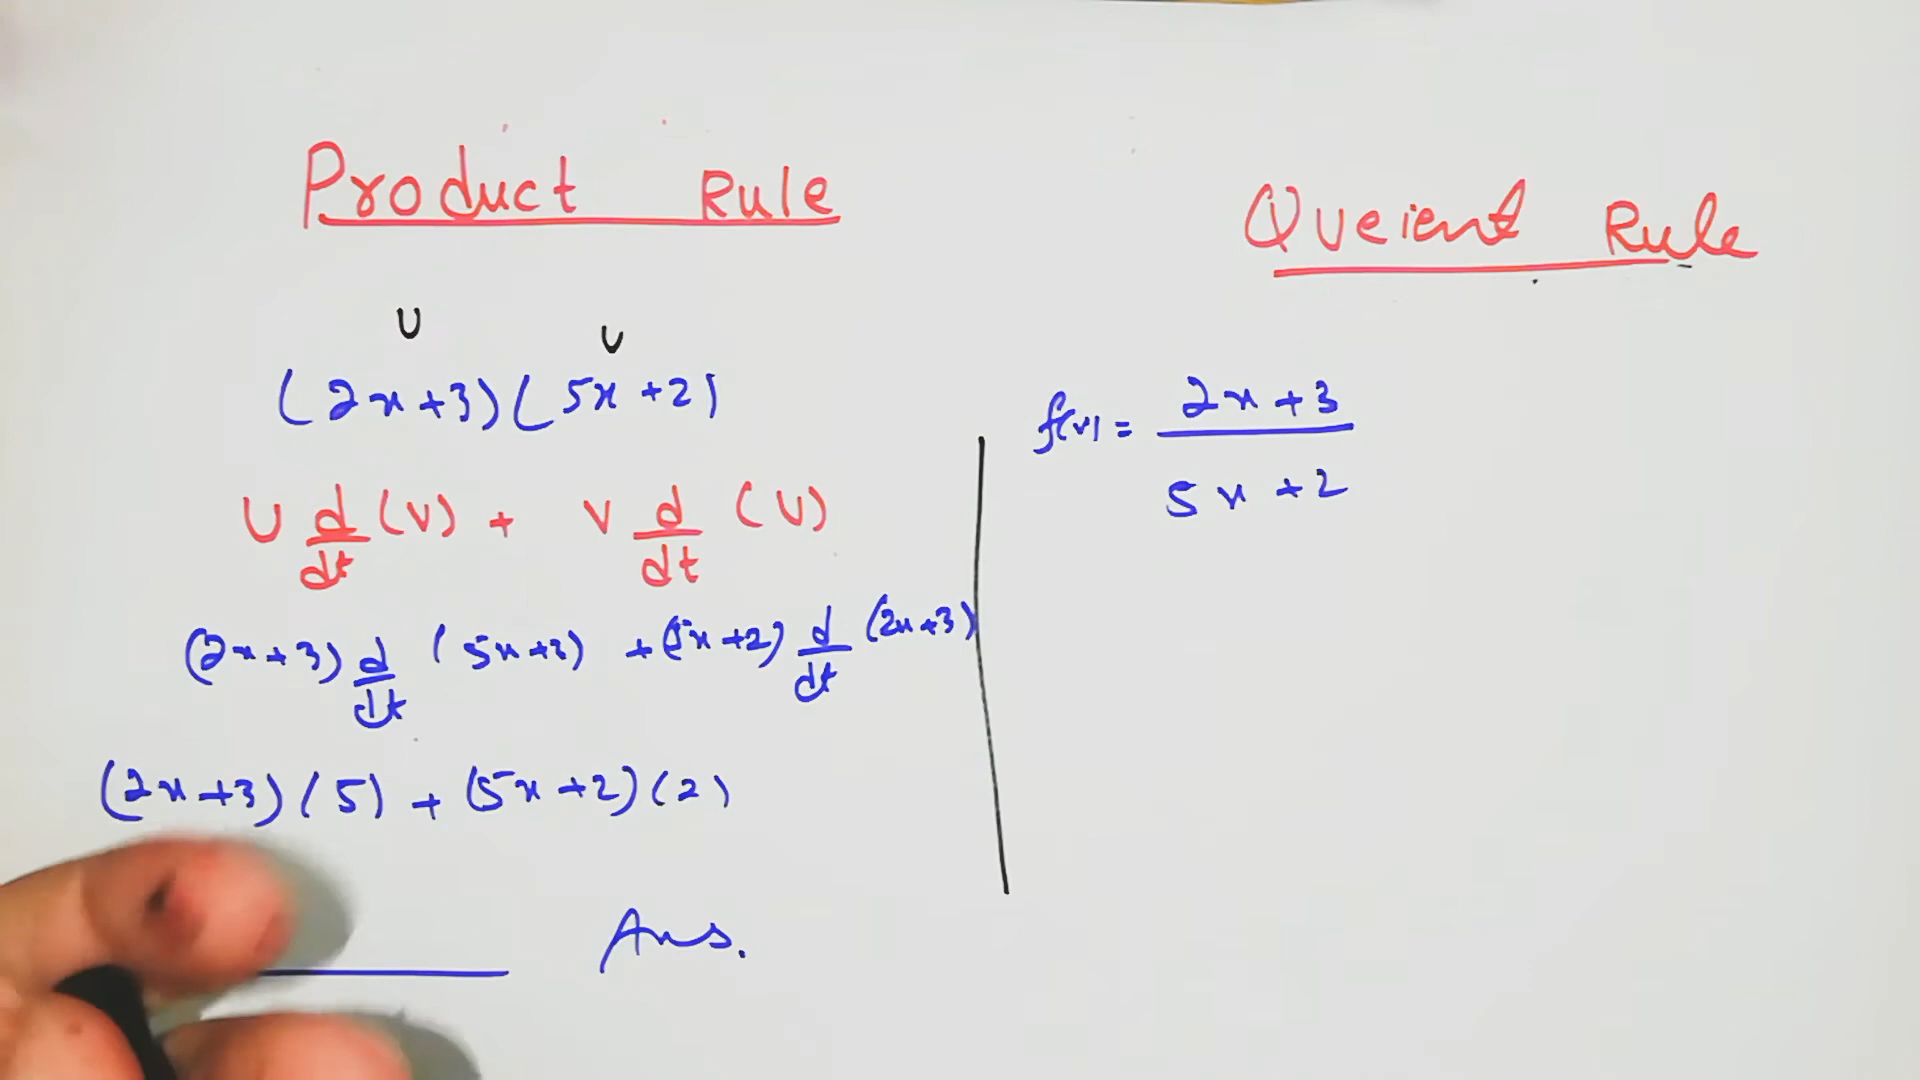 Product Rule
U U
(2x+3)(5x+2)
U d/dt (V) + V d/dt (U)
(2x+3) d/dt (5x+2) + (5x+2) d/dt (2x+3)
(2x+3)(5) + (5x+2)(2)
Ans.
Queient Rule
f(x) = 2x+3
5x+2